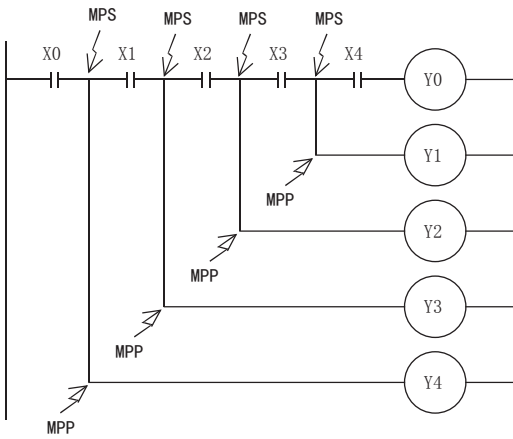 MPS MPS MPS MPS
X0 X1 X2 X3 X4 Y0
Y1
MPP
Y2
MPP
Y3
MPP
Y4
MPP